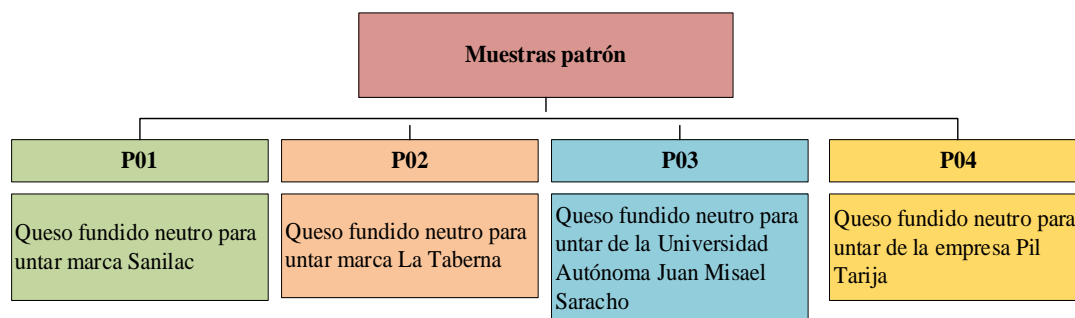 Muestras patrón
P01
P02
P03
P04
Queso fundido neutro para
untar marca Sanilac
Queso fundido neutro para
untar marca La Taberna
Queso fundido neutro para
untar de la Universidad
Autónoma Juan Misael
Saracho
Queso fundido neutro para
untar de la empresa Pil
Tarija